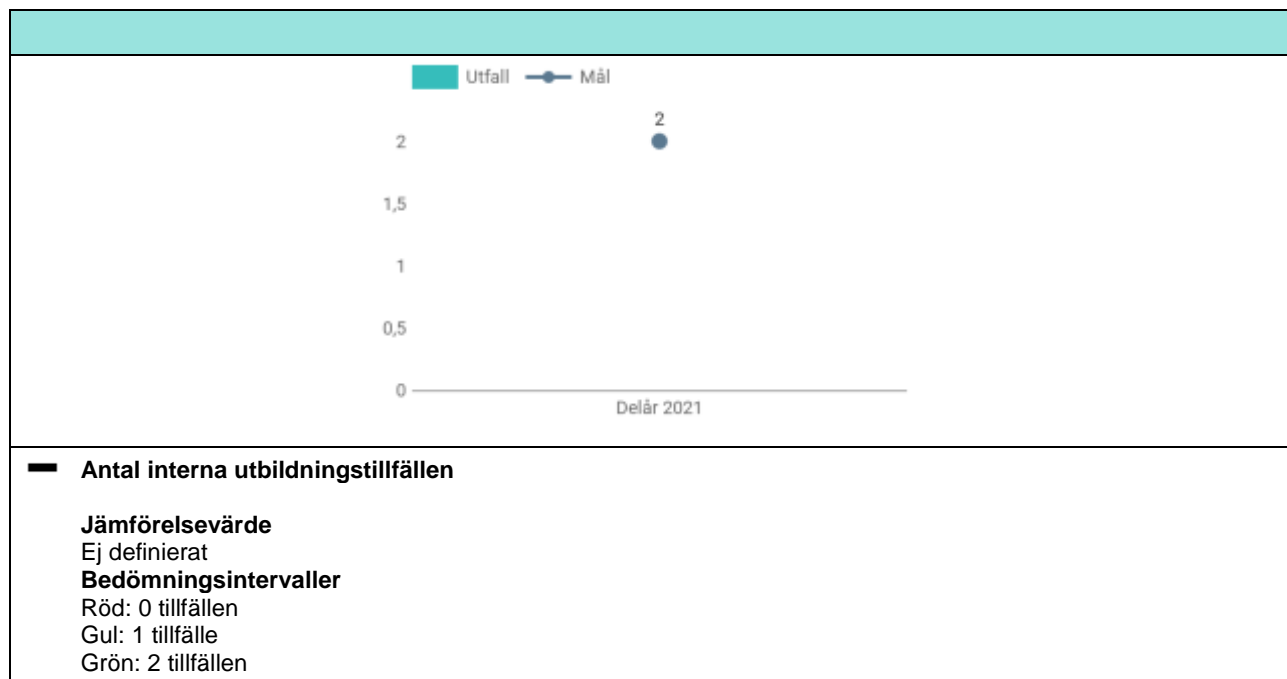 Utfall Mål
2
2
1,5
1
0,5
0
Delår 2021
Antal interna utbildningstillfällen
Jämförelsevärde
Ej definierat
Bedömningsintervaller
Röd: 0 tillfällen
Gul: 1 tillfälle
Grön: 2 tillfällen